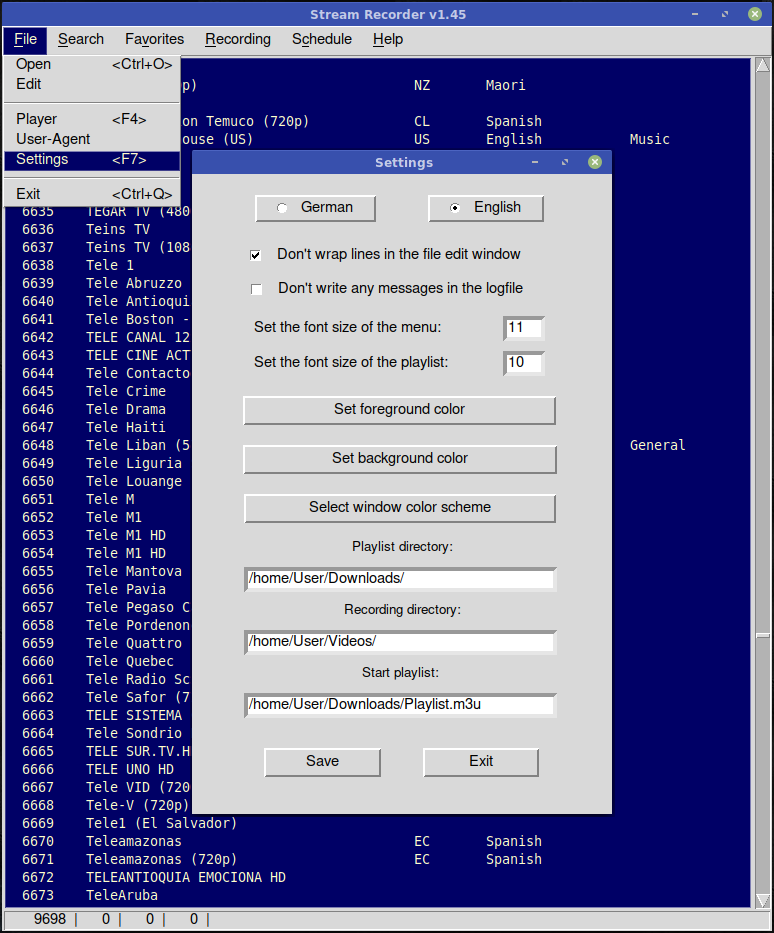 Stream Recorder v1.45
File Search Favorites Recording Schedule Help
Open <Ctrl+O>
Edit
Player <F4>
User-Agent
Settings <F7>
Exit <Ctrl+Q>
p) NZ Maori
on Temuco (720p) CL Spanish
ouse (US) US English Music
6635 TEGAR TV (480
6636 Teins TV
6637 Teins TV (108
6638 Tele 1
6639 Tele Abruzzo
6640 Tele Antioqui
6641 Tele Boston -
6642 TELE CANAL 12
6643 TELE CINE ACT
6644 Tele Contacto
6645 Tele Crime
6646 Tele Drama
6647 Tele Haiti
6648 Tele Liban (5 General
6649 Tele Liguria
6650 Tele Louange
6651 Tele M
6652 Tele M1
6653 Tele M1 HD
6654 Tele M1 HD
6655 Tele Mantova
6656 Tele Pavia
6657 Tele Pegaso C
6658 Tele Pordenon
6659 Tele Quattro
6660 Tele Quebec
6661 Tele Radio Sc
6662 Tele Safor (7
6663 TELE SISTEMA
6664 Tele Sondrio
6665 TELE SUR.TV.H
6666 TELE UNO HD
6667 Tele VID (720
6668 Tele-V (720p)
6669 Tele1 (El Salvador)
6670 Teleamazonas EC Spanish
6671 Teleamazonas (720p) EC Spanish
6672 TELEANTIOQUIA EMOCIONA HD
6673 TeleAruba
Settings
German English
Don't wrap lines in the file edit window
Don't write any messages in the logfile
Set the font size of the menu: 11
Set the font size of the playlist: 10
Set foreground color
Set background color
Select window color scheme
Playlist directory:
/home/User/Downloads/
Recording directory:
/home/User/Videos/
Start playlist:
/home/User/Downloads/Playlist.m3u
Save Exit
9698 | 0 | 0 | 0 |